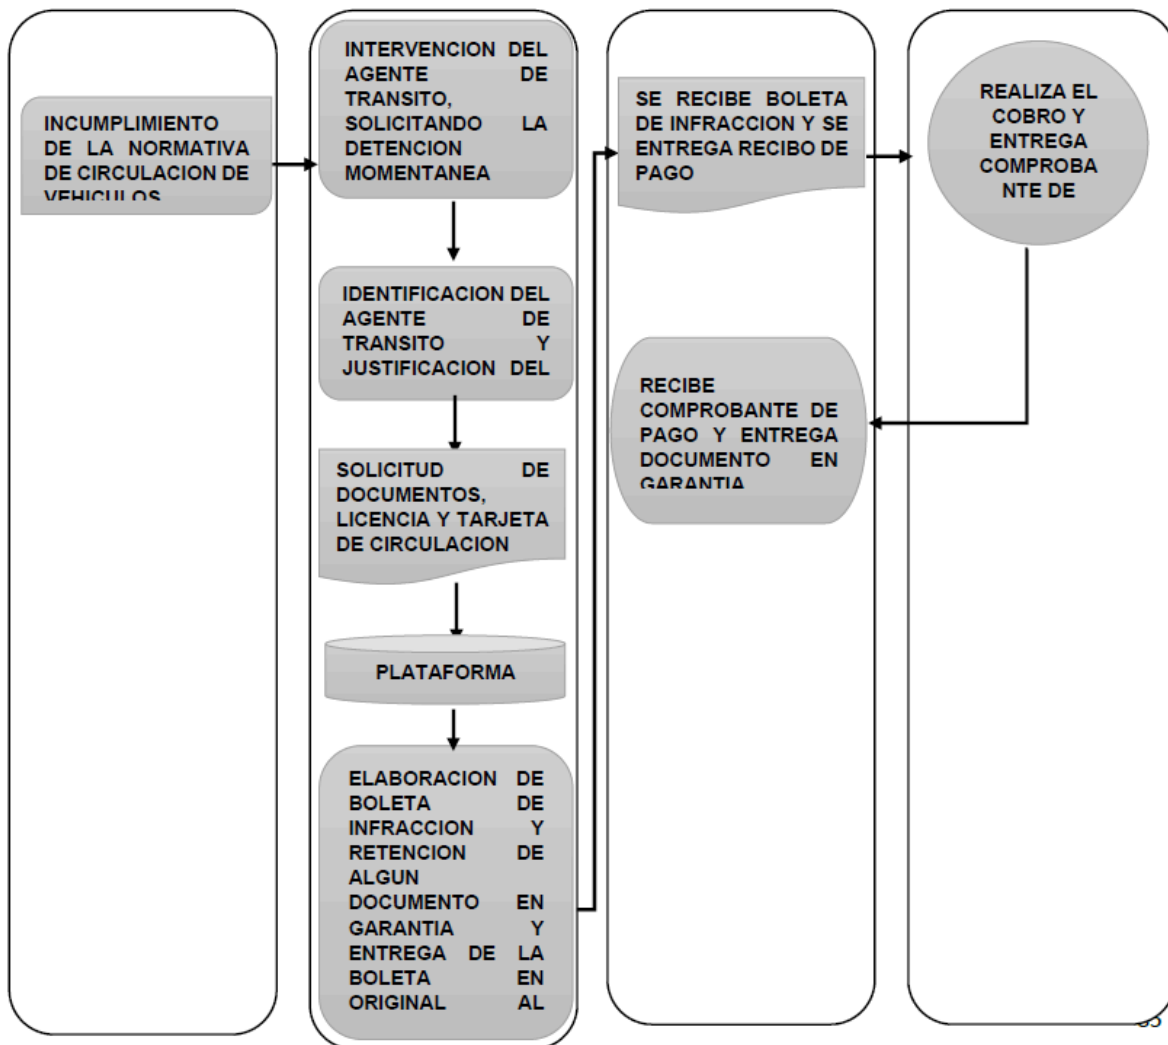 INCUMPLIMIENTO
DE LA NORMATIVA
DE CIRCULACION DE
VEHICULOS
INTERVENCION DEL
AGENTE DE
TRANSITO,
SOLICITANDO LA
DETENCION
MOMENTANEA
IDENTIFICACION DEL
AGENTE DE
TRANSITO Y
JUSTIFICACION DEL
SOLICITUD DE
DOCUMENTOS,
LICENCIA Y TARJETA
DE CIRCULACION
PLATAFORMA
ELABORACION DE
BOLETA DE
INFRACCION Y
RETENCION DE
ALGUN
DOCUMENTO EN
GARANTIA Y
ENTREGA DE LA
BOLETA EN
ORIGINAL AL
SE RECIBE BOLETA
DE INFRACCION Y SE
ENTREGA RECIBO DE
PAGO
REALIZA EL
COBRO Y
ENTREGA
COMPROBA
NTE DE
RECIBE
COMPROBANTE DE
PAGO Y ENTREGA
DOCUMENTO EN
GARANTIA